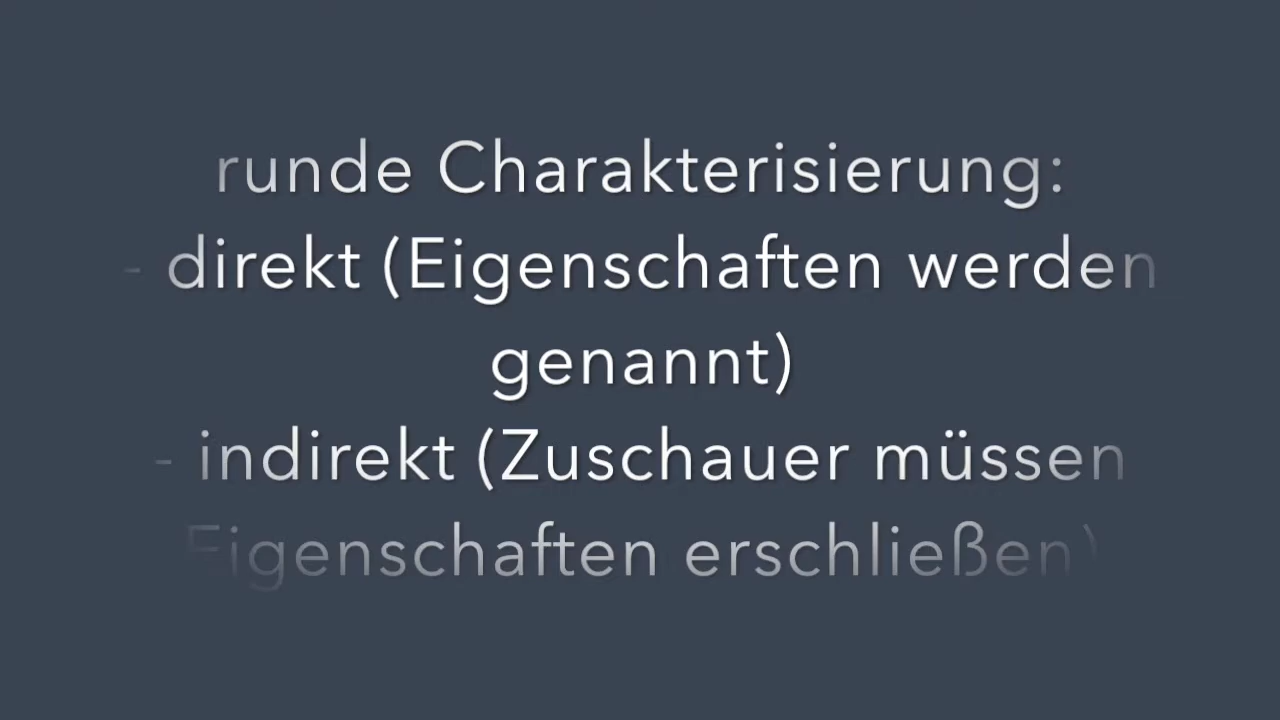 runde Charakterisierung:
- direkt (Eigenschaften werden
genannt)
- indirekt (Zuschauer müssen
Eigenschaften erschließen)